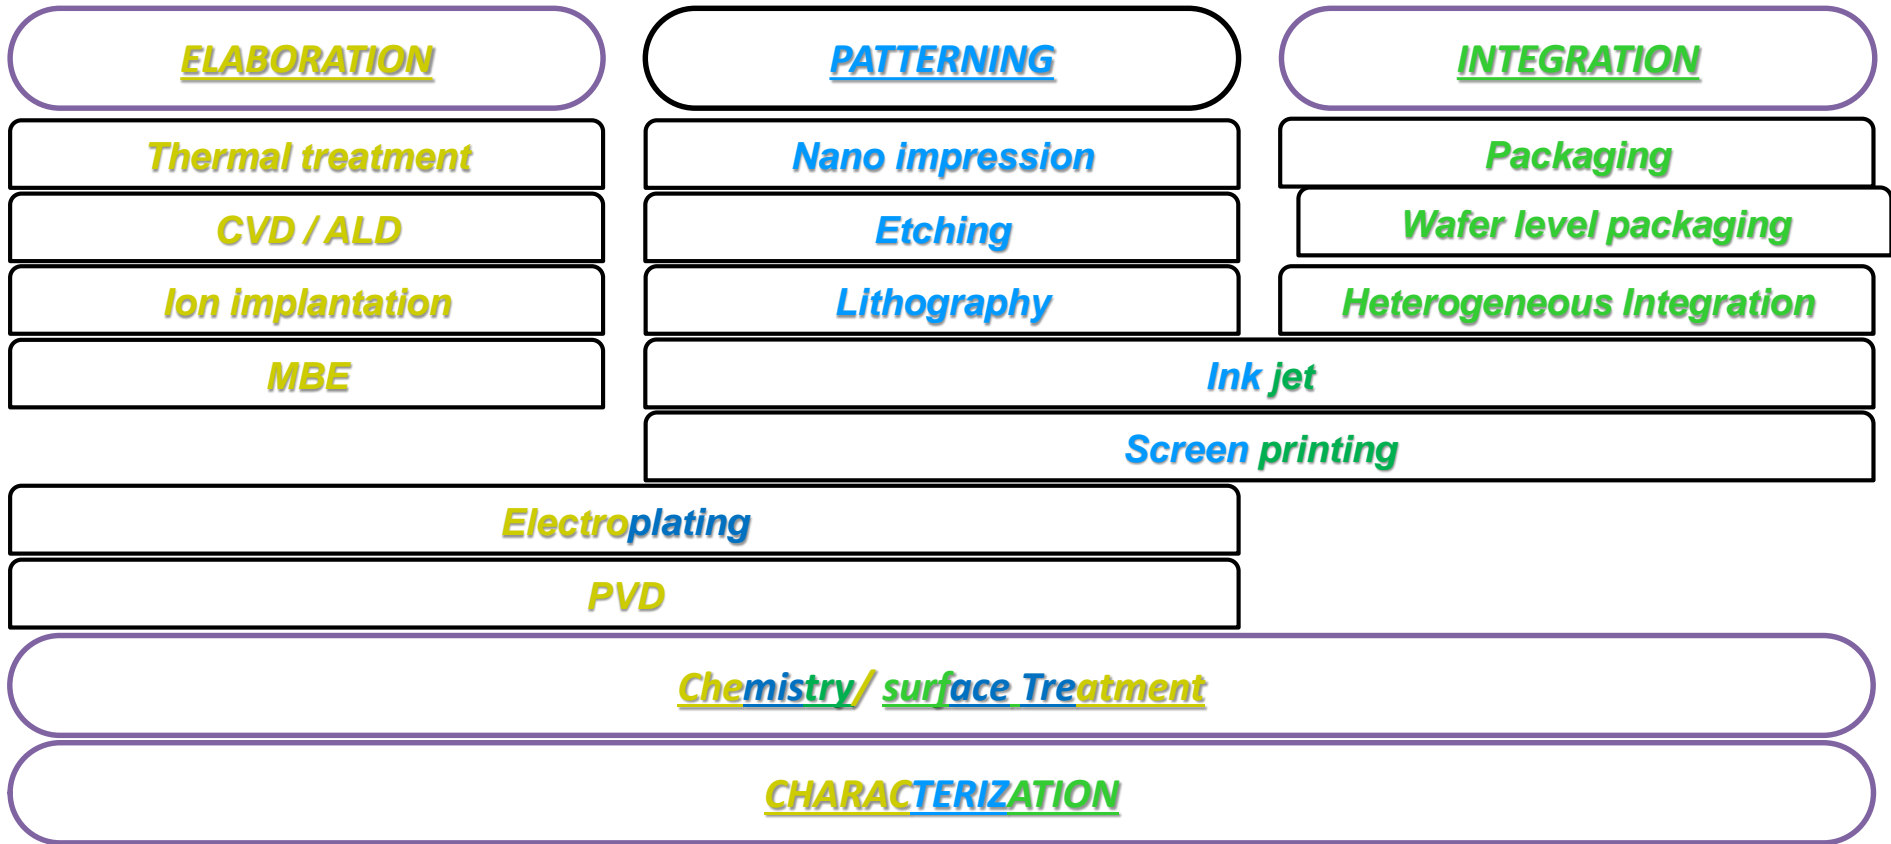 ELABORATION
PATTERNING
INTEGRATION
Thermal treatment
Nano impression
Packaging
CVD / ALD
Etching
Wafer level packaging
Ion implantation
Lithography
Heterogeneous Integration
MBE
Ink jet
Screen printing
Electroplating
PVD
Chemistry/ surface Treatment
CHARACTERIZATION